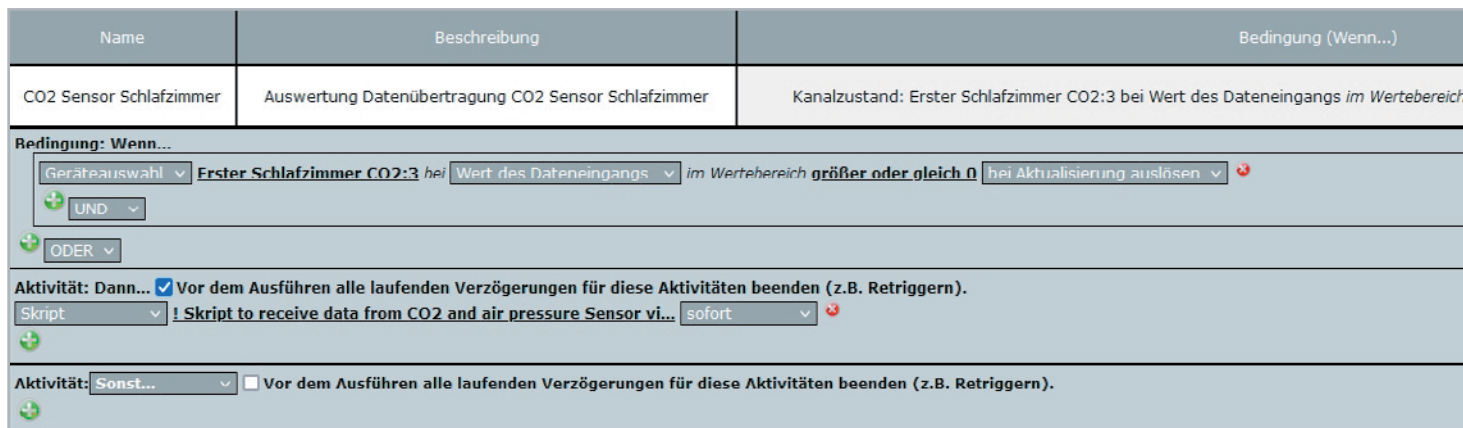 Name Beschreibung Bedingung (Wenn...)
CO2 Sensor Schlafzimmer Auswertung Datenübertragung CO2 Sensor Schlafzimmer Kanalzustand: Erster Schlafzimmer CO2:3 bei Wert des Dateneingangs im Wertebereich
Bedingung: Wenn...
Geräteauswahl Erster Schlafzimmer CO2:3 bei Wert des Dateneingangs im Wertebereich größer oder gleich 0 bei Aktualisierung auslösen
UND
ODER
Aktivität: Dann... Vor dem Ausführen alle laufenden Verzögerungen für diese Aktivitäten beenden (z.B. Retriggern).
Skript ! Skript to receive data from CO2 and air pressure Sensor vi... sofort
Aktivität: Sonst... Vor dem Ausführen alle laufenden Verzögerungen für diese Aktivitäten beenden (z.B. Retriggern).